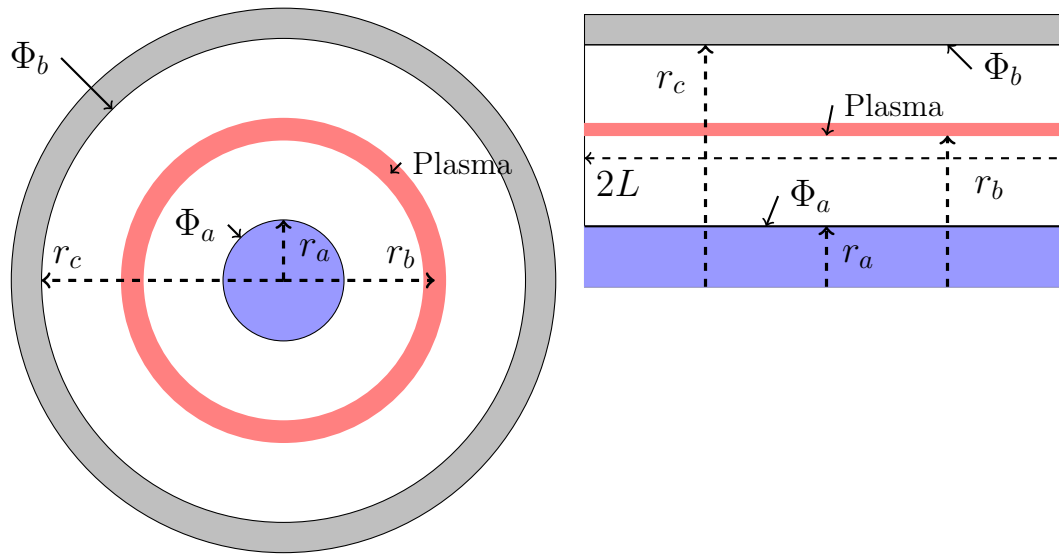 Φ_b
Plasma
Φ_a
r_a
r_c
r_b
r_c
Φ_b
Plasma
2L
r_b
Φ_a
r_a